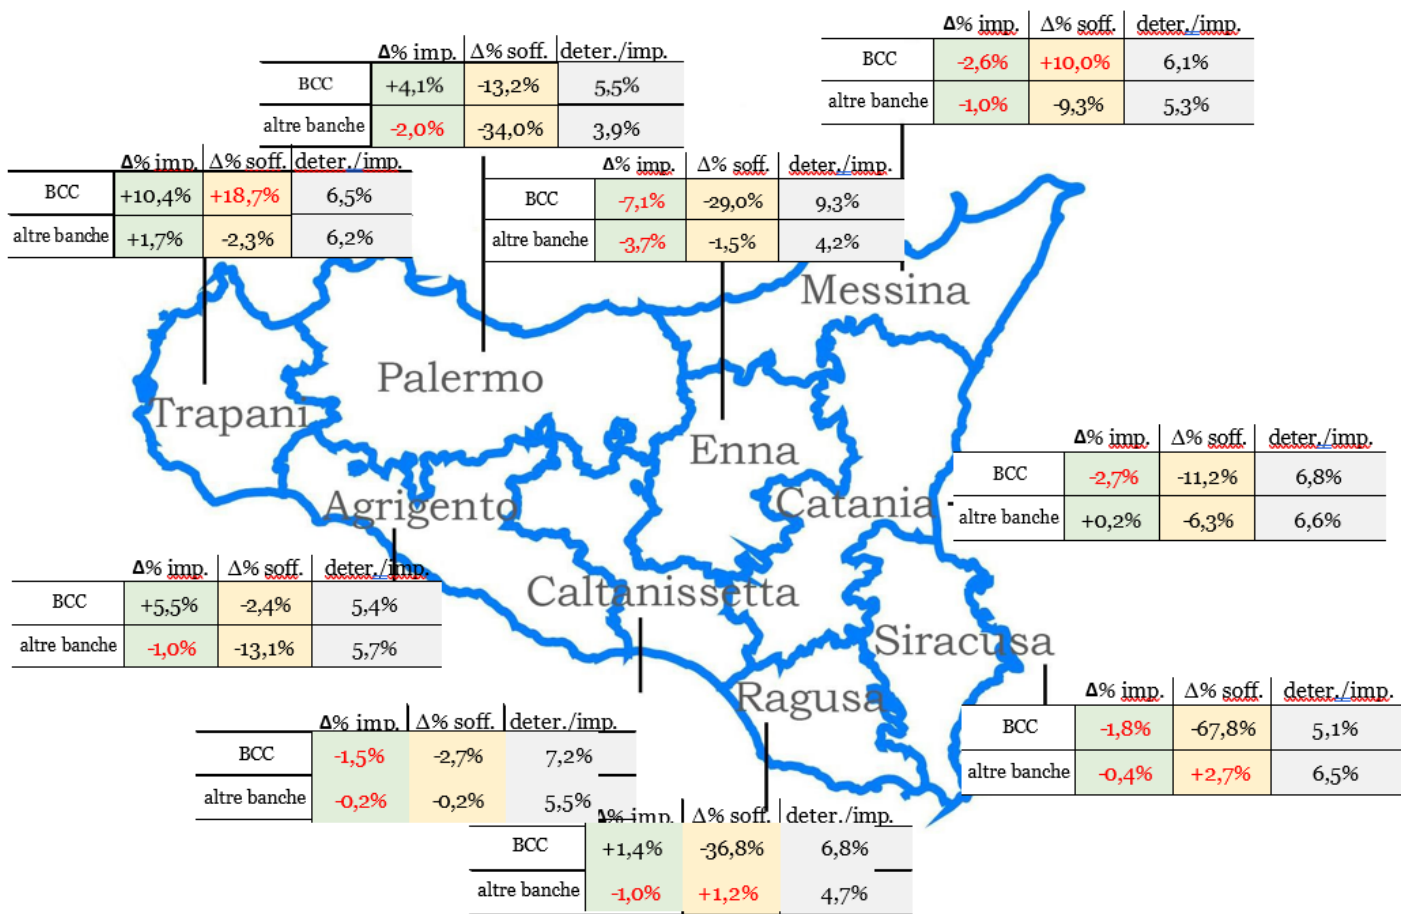 Δ% imp. Δ% soff. deter./imp.
BCC -2,6% +10,0% 6,1%
altre banche -1,0% -9,3% 5,3%
Δ% imp. Δ% soff. deter./imp.
BCC +4,1% -13,2% 5,5%
altre banche -2,0% -34,0% 3,9%
Δ% imp. Δ% soff. deter./imp.
BCC +10,4% +18,7% 6,5%
altre banche +1,7% -2,3% 6,2%
Δ% imp. Δ% soff. deter./imp.
BCC -7,1% -29,0% 9,3%
altre banche -3,7% -1,5% 4,2%
Messina
Palermo
Trapani
Enna
Agrigento
Catania
Δ% imp. Δ% soff. deter./imp.
BCC -2,7% -11,2% 6,8%
altre banche +0,2% -6,3% 6,6%
Δ% imp. Δ% soff. deter./imp.
BCC +5,5% -2,4% 5,4%
altre banche -1,0% -13,1% 5,7%
Caltanissetta
Siracusa
Ragusa
Δ% imp. Δ% soff. deter./imp.
BCC -1,8% -67,8% 5,1%
altre banche -0,4% +2,7% 6,5%
Δ% imp. Δ% soff. deter./imp.
BCC -1,5% -2,7% 7,2%
altre banche -0,2% -0,2% 5,5%
Δ% imp. Δ% soff. deter./imp.
BCC +1,4% -36,8% 6,8%
altre banche -1,0% +1,2% 4,7%